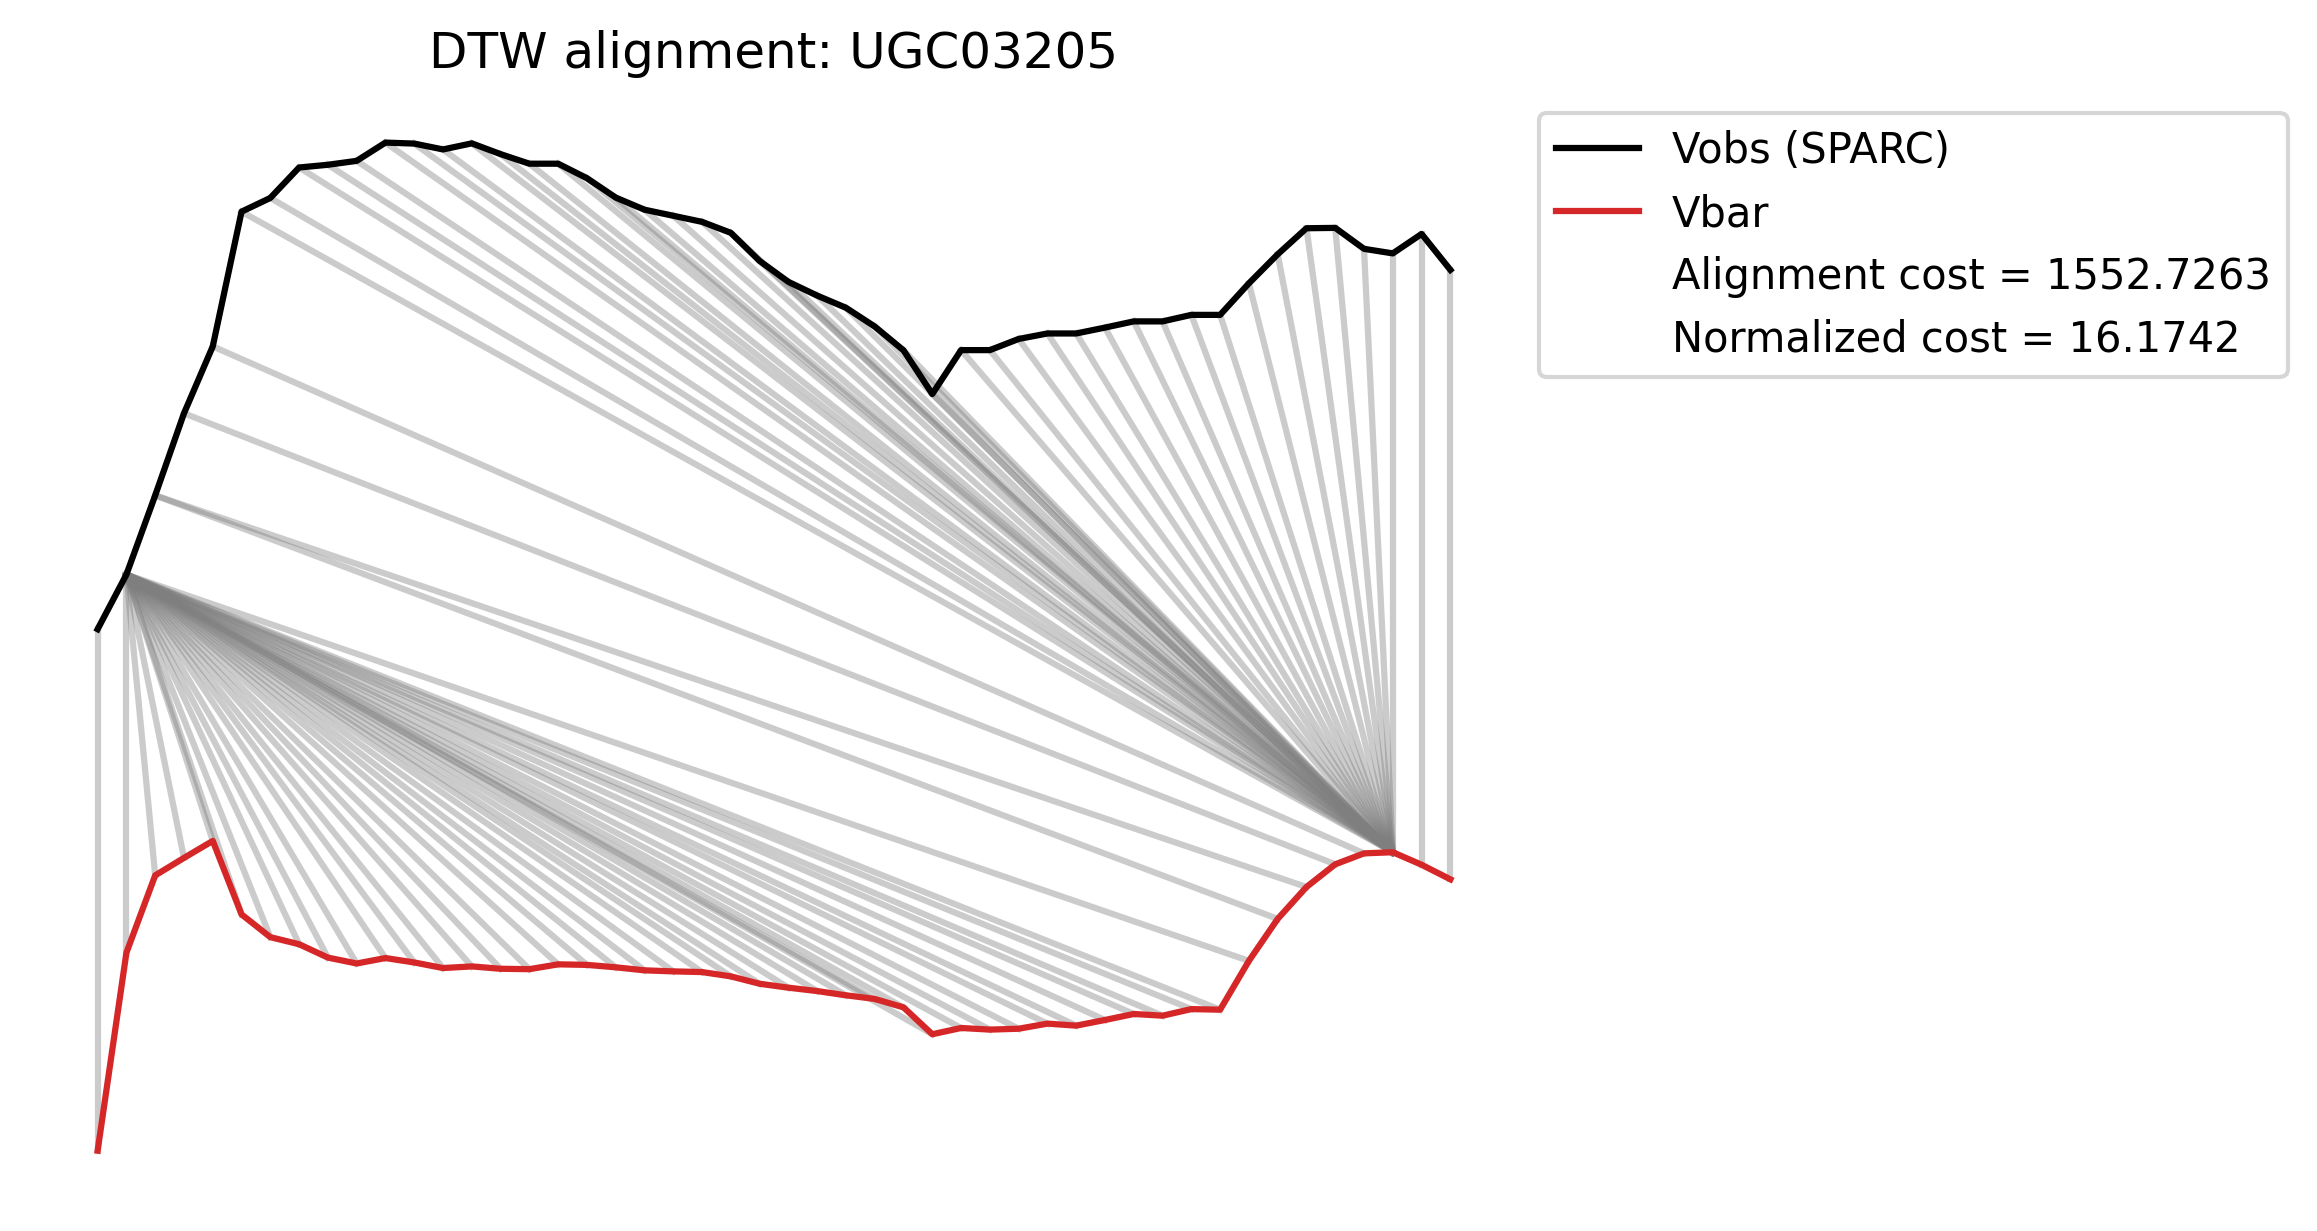 DTW alignment: UGC03205
Vobs (SPARC)
Vbar
Alignment cost = 1552.7263
Normalized cost = 16.1742